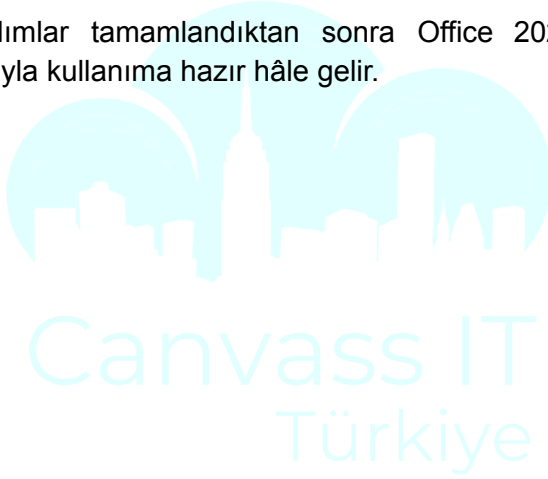 tamamlandıktan sonra Office
kullanıma hazır hâle gelir.
Canvass IT
Türkiye